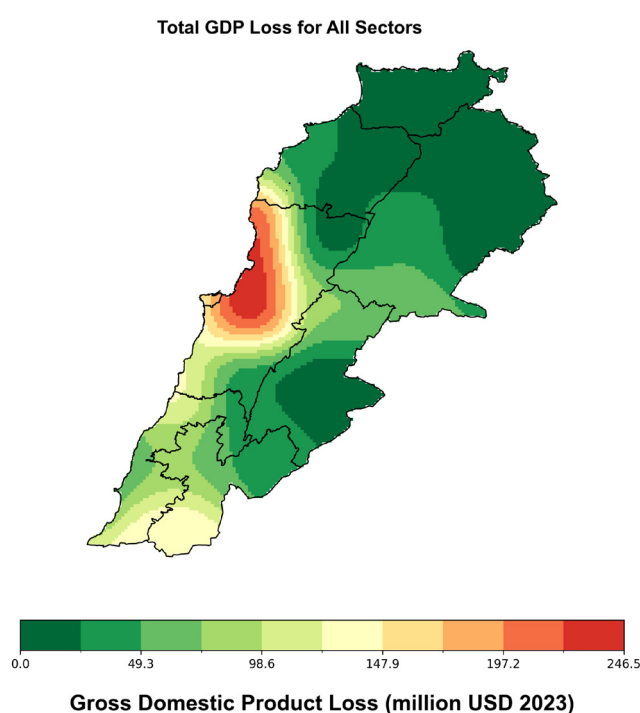 Total GDP Loss for All Sectors
0.0 49.3 98.6 147.9 197.2 246.5
Gross Domestic Product Loss (million USD 2023)